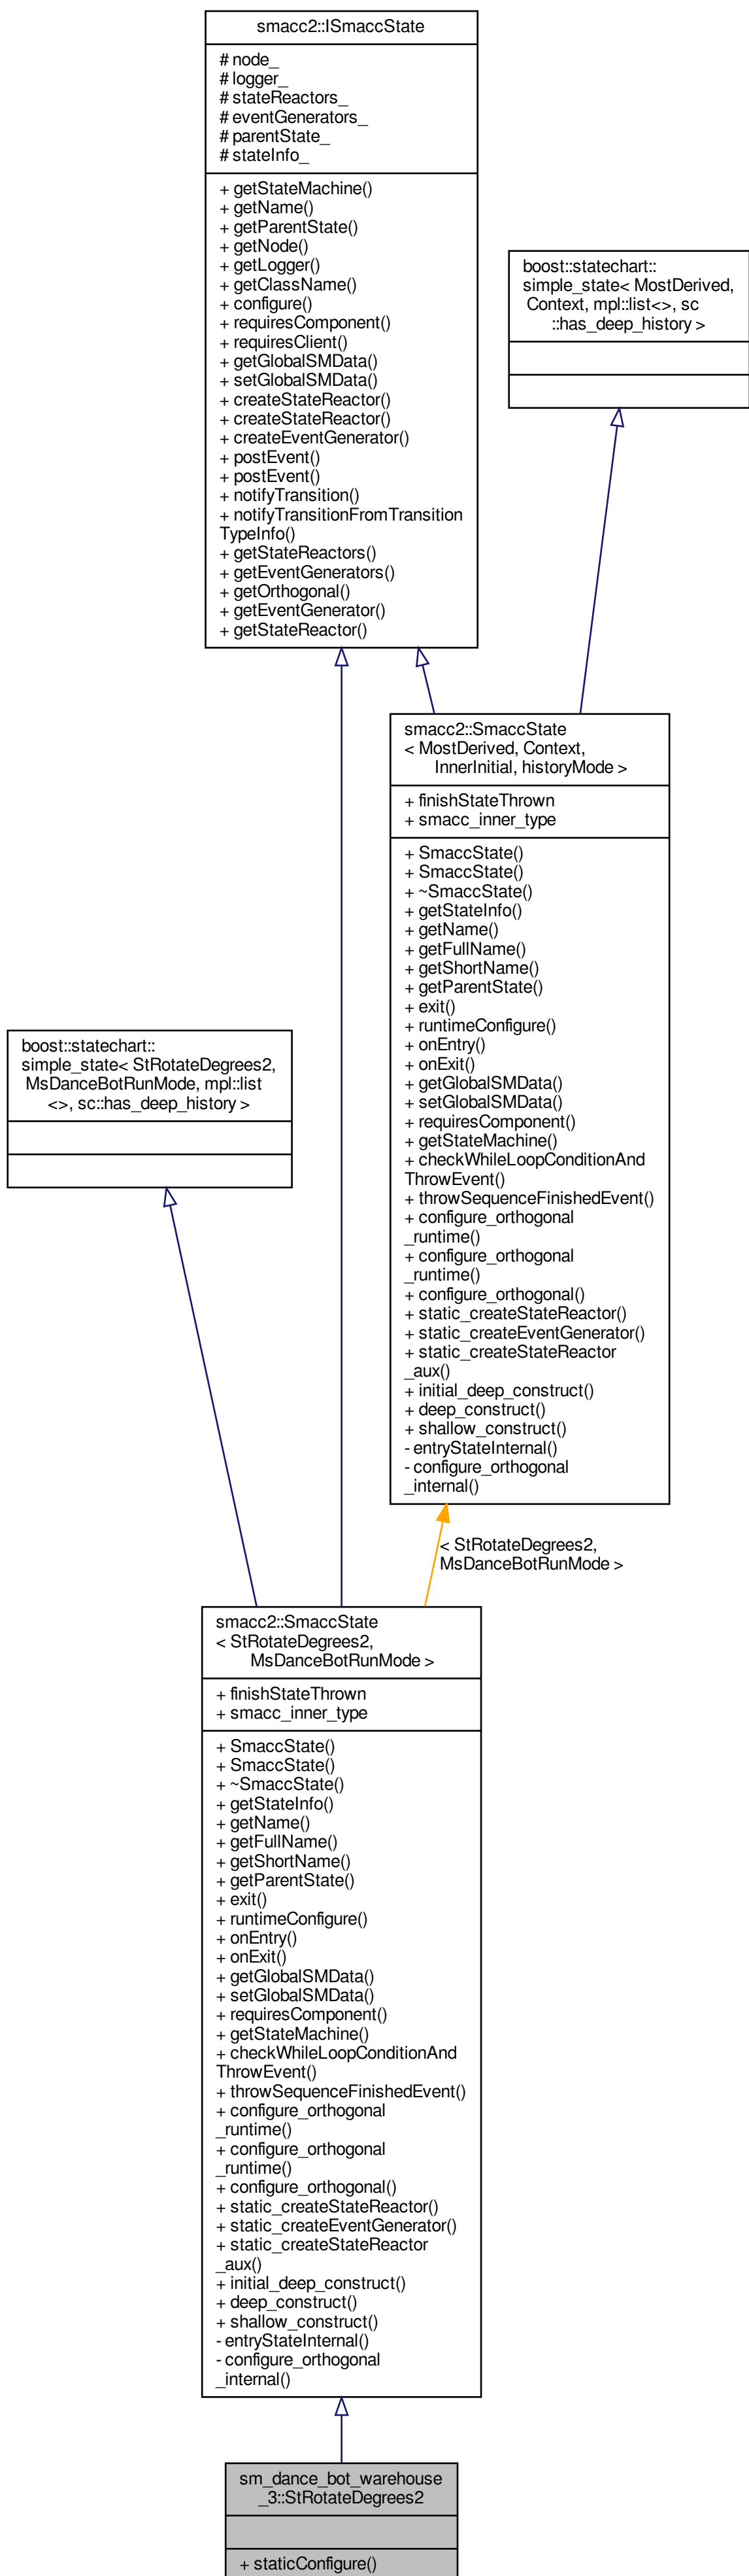 smacc2::ISmaccState
# node_
# logger_
# stateReactors_
# eventGenerators_
# parentState_
# stateInfo_
+ getStateMachine()
+ getName()
+ getParentState()
+ getNode()
+ getLogger()
+ getClassName()
+ configure()
+ requiresComponent()
+ requiresClient()
+ getGlobalSMData()
+ setGlobalSMData()
+ createStateReactor()
+ createStateReactor()
+ createEventGenerator()
+ postEvent()
+ postEvent()
+ notifyTransition()
+ notifyTransitionFromTransition
TypeInfo()
+ getStateReactors()
+ getEventGenerators()
+ getOrthogonal()
+ getEventGenerator()
+ getStateReactor()
boost::statechart::
simple_state< MostDerived,
Context, mpl::list<>, sc
::has_deep_history >
smacc2::SmaccState
< MostDerived, Context,
InnerInitial, historyMode >
+ finishStateThrown
+ smacc_inner_type
+ SmaccState()
+ SmaccState()
+ ~SmaccState()
+ getStateInfo()
+ getName()
+ getFullName()
+ getShortName()
+ getParentState()
+ exit()
+ runtimeConfigure()
+ onEntry()
+ onExit()
+ getGlobalSMData()
+ setGlobalSMData()
+ requiresComponent()
+ getStateMachine()
+ checkWhileLoopConditionAnd
ThrowEvent()
+ throwSequenceFinishedEvent()
+ configure_orthogonal
_runtime()
+ configure_orthogonal
_runtime()
+ configure_orthogonal()
+ static_createStateReactor()
+ static_createEventGenerator()
+ static_createStateReactor
_aux()
+ initial_deep_construct()
+ deep_construct()
+ shallow_construct()
- entryStateInternal()
- configure_orthogonal
_internal()
boost::statechart::
simple_state< StRotateDegrees2,
MsDanceBotRunMode, mpl::list
<>, sc::has_deep_history >
< StRotateDegrees2,
MsDanceBotRunMode >
smacc2::SmaccState
< StRotateDegrees2,
MsDanceBotRunMode >
+ finishStateThrown
+ smacc_inner_type
+ SmaccState()
+ SmaccState()
+ ~SmaccState()
+ getStateInfo()
+ getName()
+ getFullName()
+ getShortName()
+ getParentState()
+ exit()
+ runtimeConfigure()
+ onEntry()
+ onExit()
+ getGlobalSMData()
+ setGlobalSMData()
+ requiresComponent()
+ getStateMachine()
+ checkWhileLoopConditionAnd
ThrowEvent()
+ throwSequenceFinishedEvent()
+ configure_orthogonal
_runtime()
+ configure_orthogonal
_runtime()
+ configure_orthogonal()
+ static_createStateReactor()
+ static_createEventGenerator()
+ static_createStateReactor
_aux()
+ initial_deep_construct()
+ deep_construct()
+ shallow_construct()
- entryStateInternal()
- configure_orthogonal
_internal()
sm_dance_bot_warehouse
_3::StRotateDegrees2
+ staticConfigure()